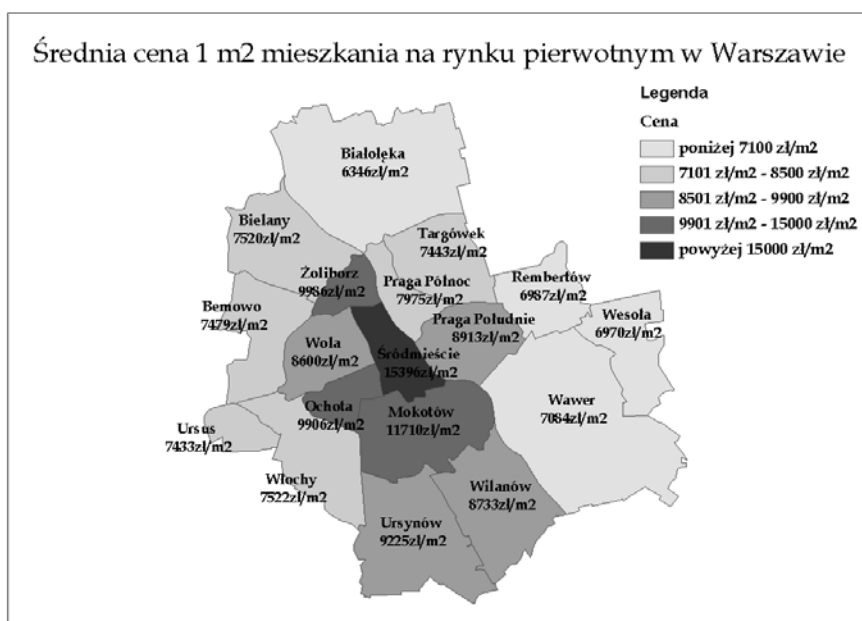 Średnia cena 1 m2 mieszkania na rynku pierwotnym w Warszawie
Legenda
Cena
poniżej 7100 zł/m2
7101 zł/m2 - 8500 zł/m2
8501 zł/m2 - 9900 zł/m2
9901 zł/m2 - 15000 zł/m2
powyżej 15000 zł/m2
Białołęka
6346zł/m2
Bielany
7520zł/m2
Targówek
7443zł/m2
Żoliborz
9986zł/m2
Praga Północ
7975zł/m2
Rembertów
6987zł/m2
Bemowo
7479zł/m2
Wesoła
6970zł/m2
Praga Południe
8913zł/m2
Wola
8600zł/m2
Śródmieście
15396zł/m2
Wawer
7084zł/m2
Ochota
9906zł/m2
Mokotów
11710zł/m2
Ursus
7433zł/m2
Włochy
7522zł/m2
Wilanów
8733zł/m2
Ursynów
9225zł/m2